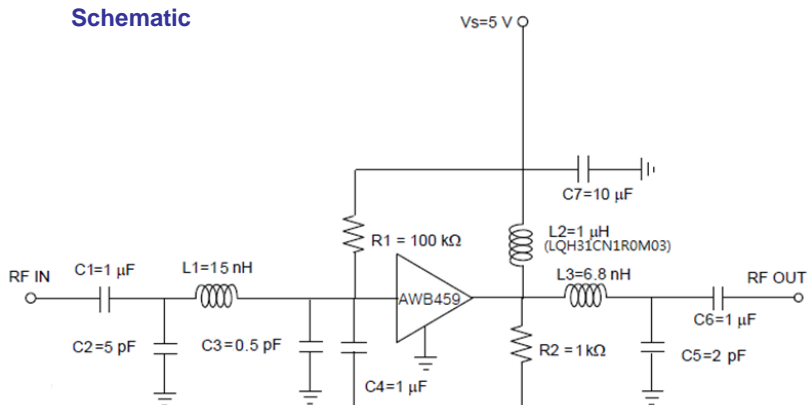 Schematic
Vs=5 V
C7=10 μF
R1 = 100 kΩ
L2=1 μH
(LQH31CN1R0M03)
RF IN
C1=1 μF
L1=15 nH
AWB459
L3=6.8 nH
RF OUT
C2=5 pF
C3=0.5 pF
C6=1 μF
R2 =1kΩ
C5=2 pF
C4=1 μF